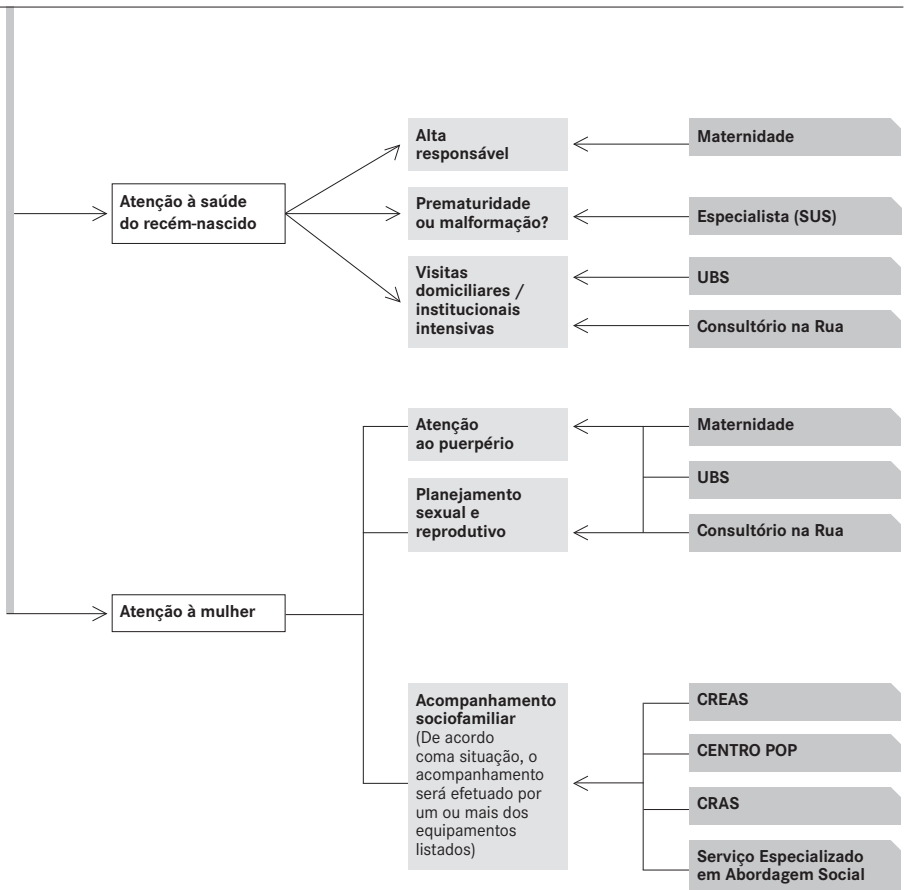 Atenção à saúde
do recém-nascido
Alta
responsável
Maternidade
Prematuridade
ou malformação?
Especialista (SUS)
Visitas
domiciliares /
institucionais
intensivas
UBS
Consultório na Rua
Atenção à mulher
Atenção
ao puerpério
Planejamento
sexual e
reprodutivo
Maternidade
UBS
Consultório na Rua
Acompanhamento
sociofamiliar
(De acordo
coma situação, o
acompanhamento
será efetuado por
um ou mais dos
equipamentos
listados)
CREAS
CENTRO POP
CRAS
Serviço Especializado
em Abordagem Social